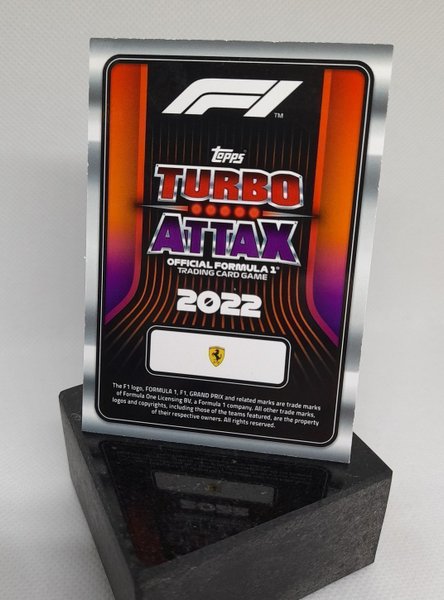 F1
TM
Topps
TURBO
ATTAX
OFFICIAL FORMULA 1®
TRADING CARD GAME
2022
The F1 logo, FORMULA 1, F1, GRAND PRIX and related marks are trade marks
of Formula One Licensing BV, a Formula 1 company. All other trade marks,
logos and copyrights, including those of the teams featured, are the property
of their respective owners. All rights reserved.